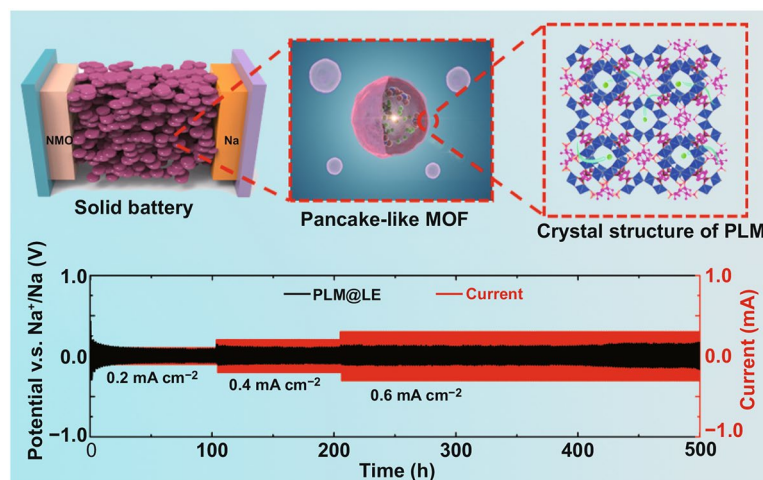 NMO
Na
Solid battery
Pancake-like MOF
Crystal structure of PLM
Potential v.s. Na⁺/Na (V)
1.0
0.0
−1.0
PLM@LE
Current
0.2 mA cm⁻²
0.4 mA cm⁻²
0.6 mA cm⁻²
0
100
200
300
400
500
Time (h)
1.0
0.0
−1.0
Current (mA)